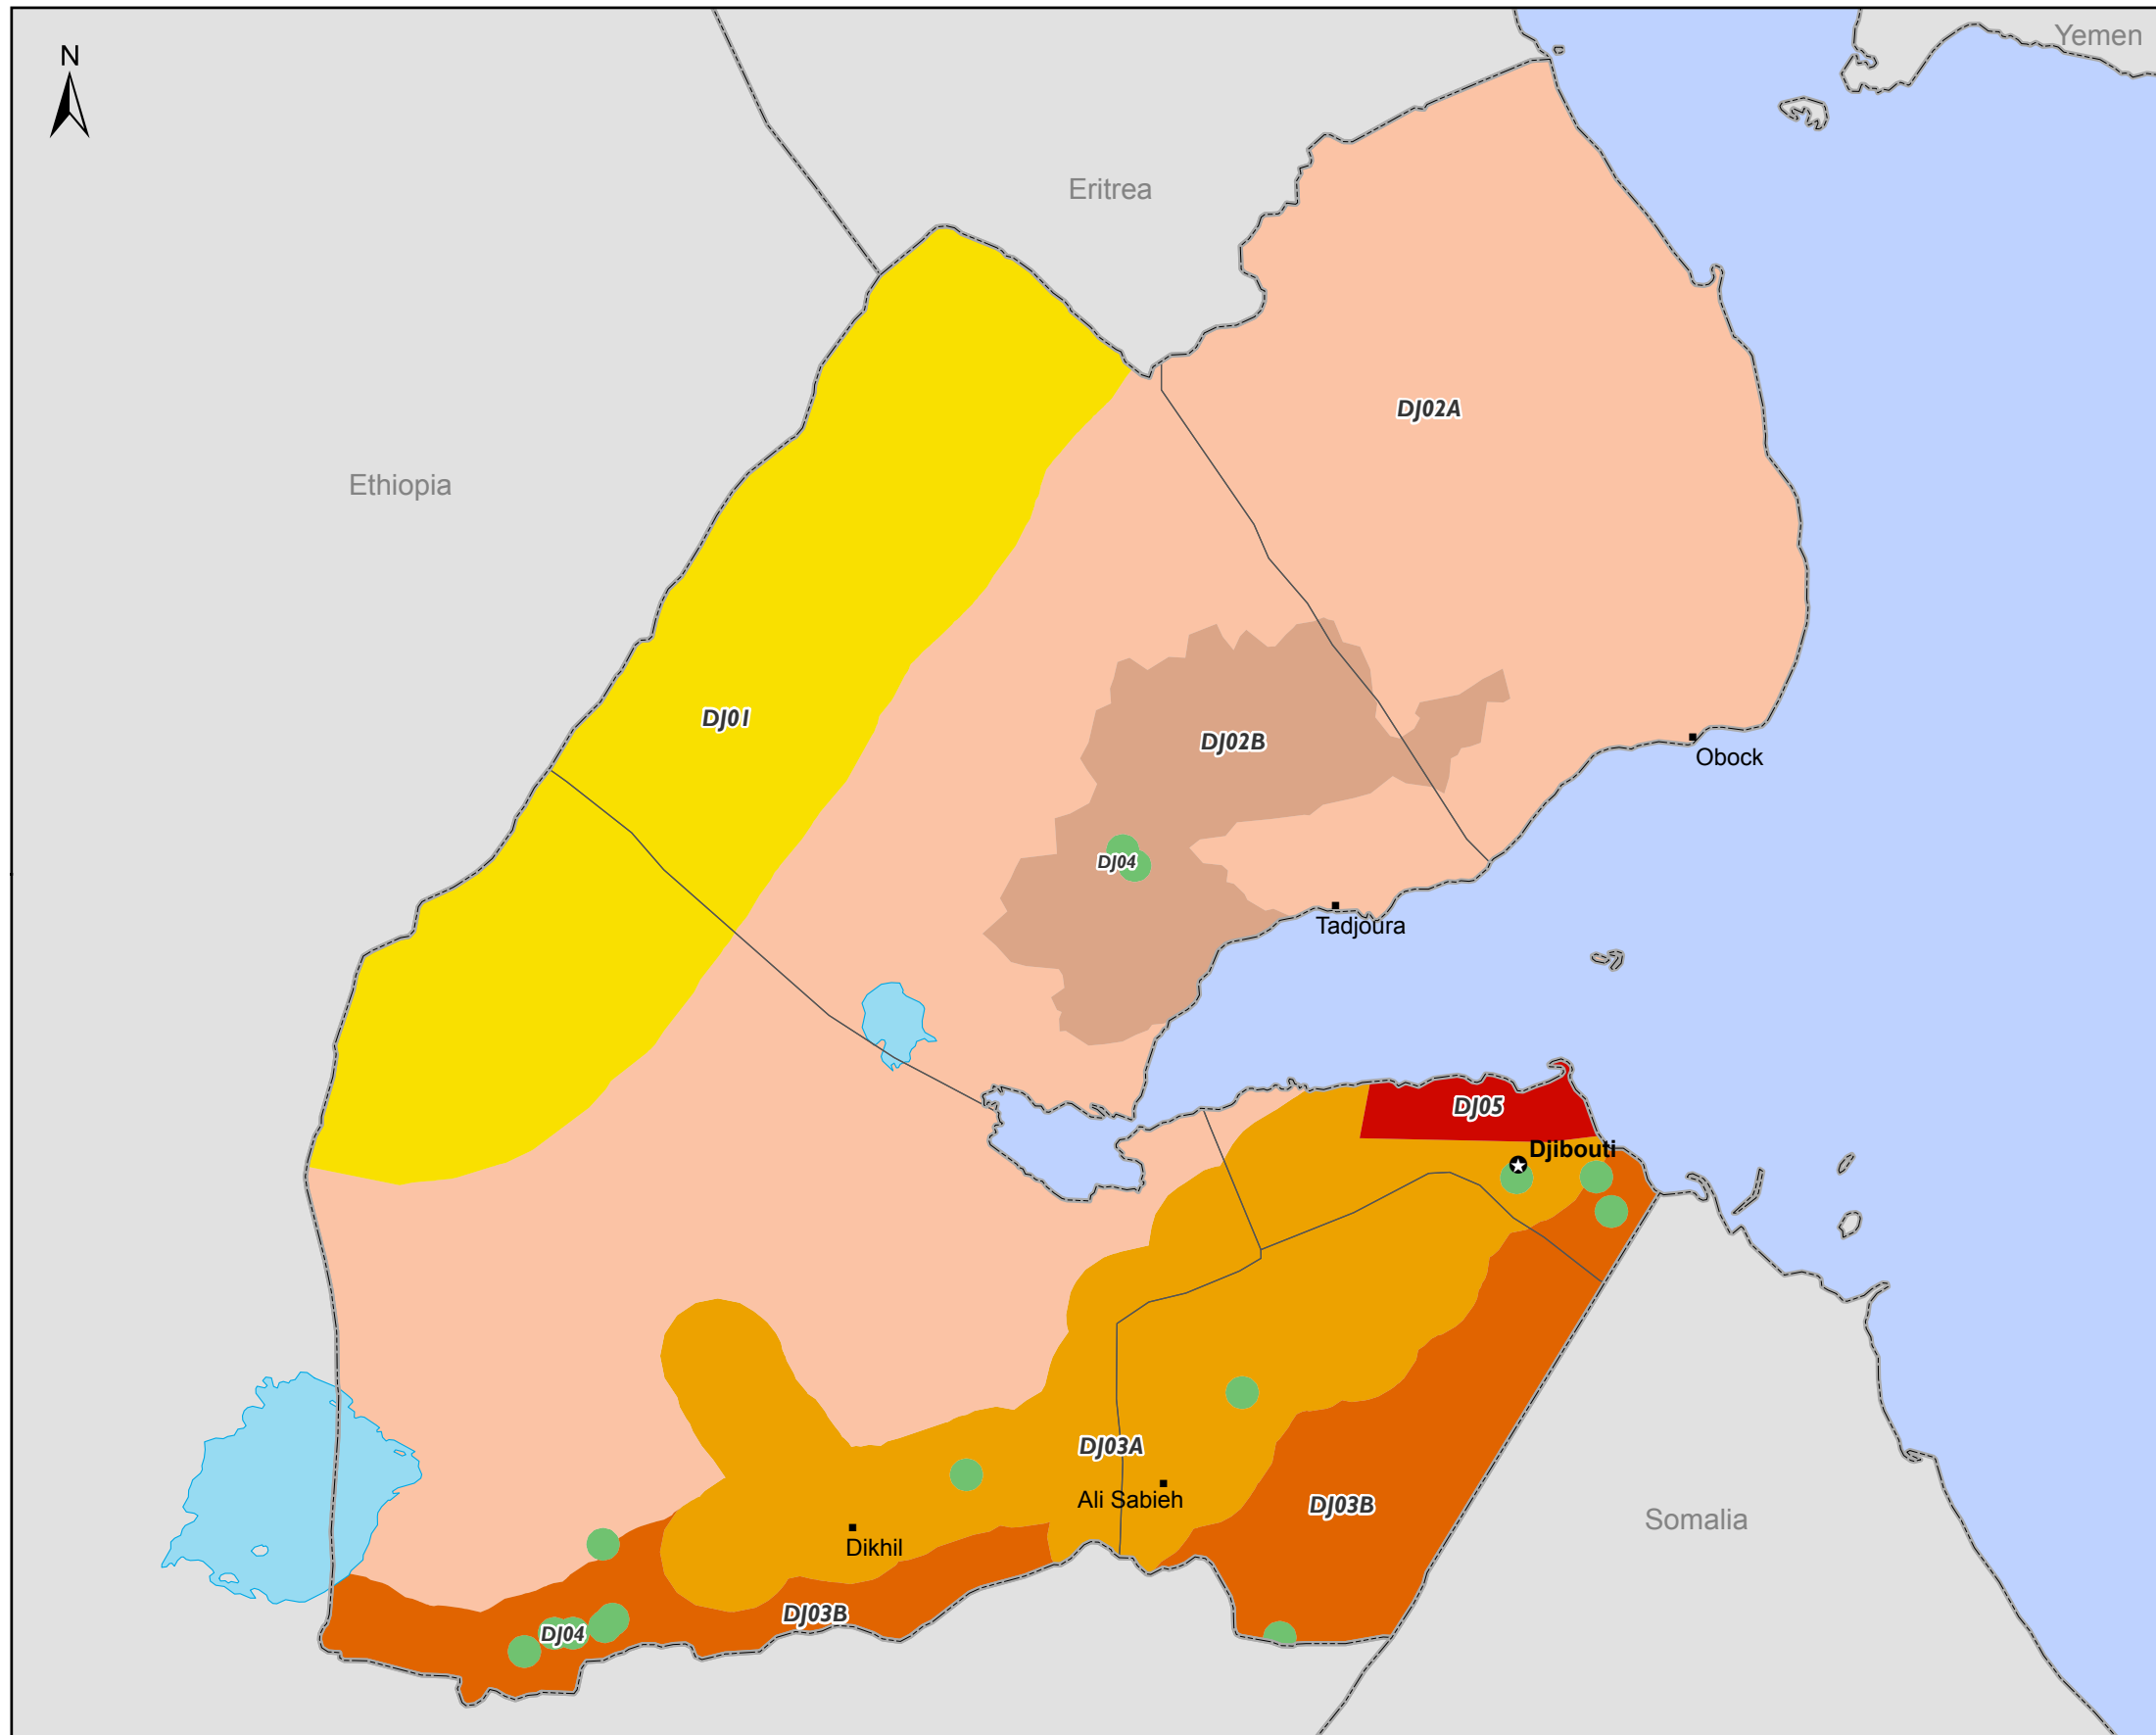 Yemen
N
Eritrea
DJ02A
Ethiopia
DJ01
DJ02B
Obock
DJ04
Tadjoura
DJ05
Djibouti
DJ03A
Ali Sabieh
DJ03B
Somalia
Dikhil
DJ03B
DJ04